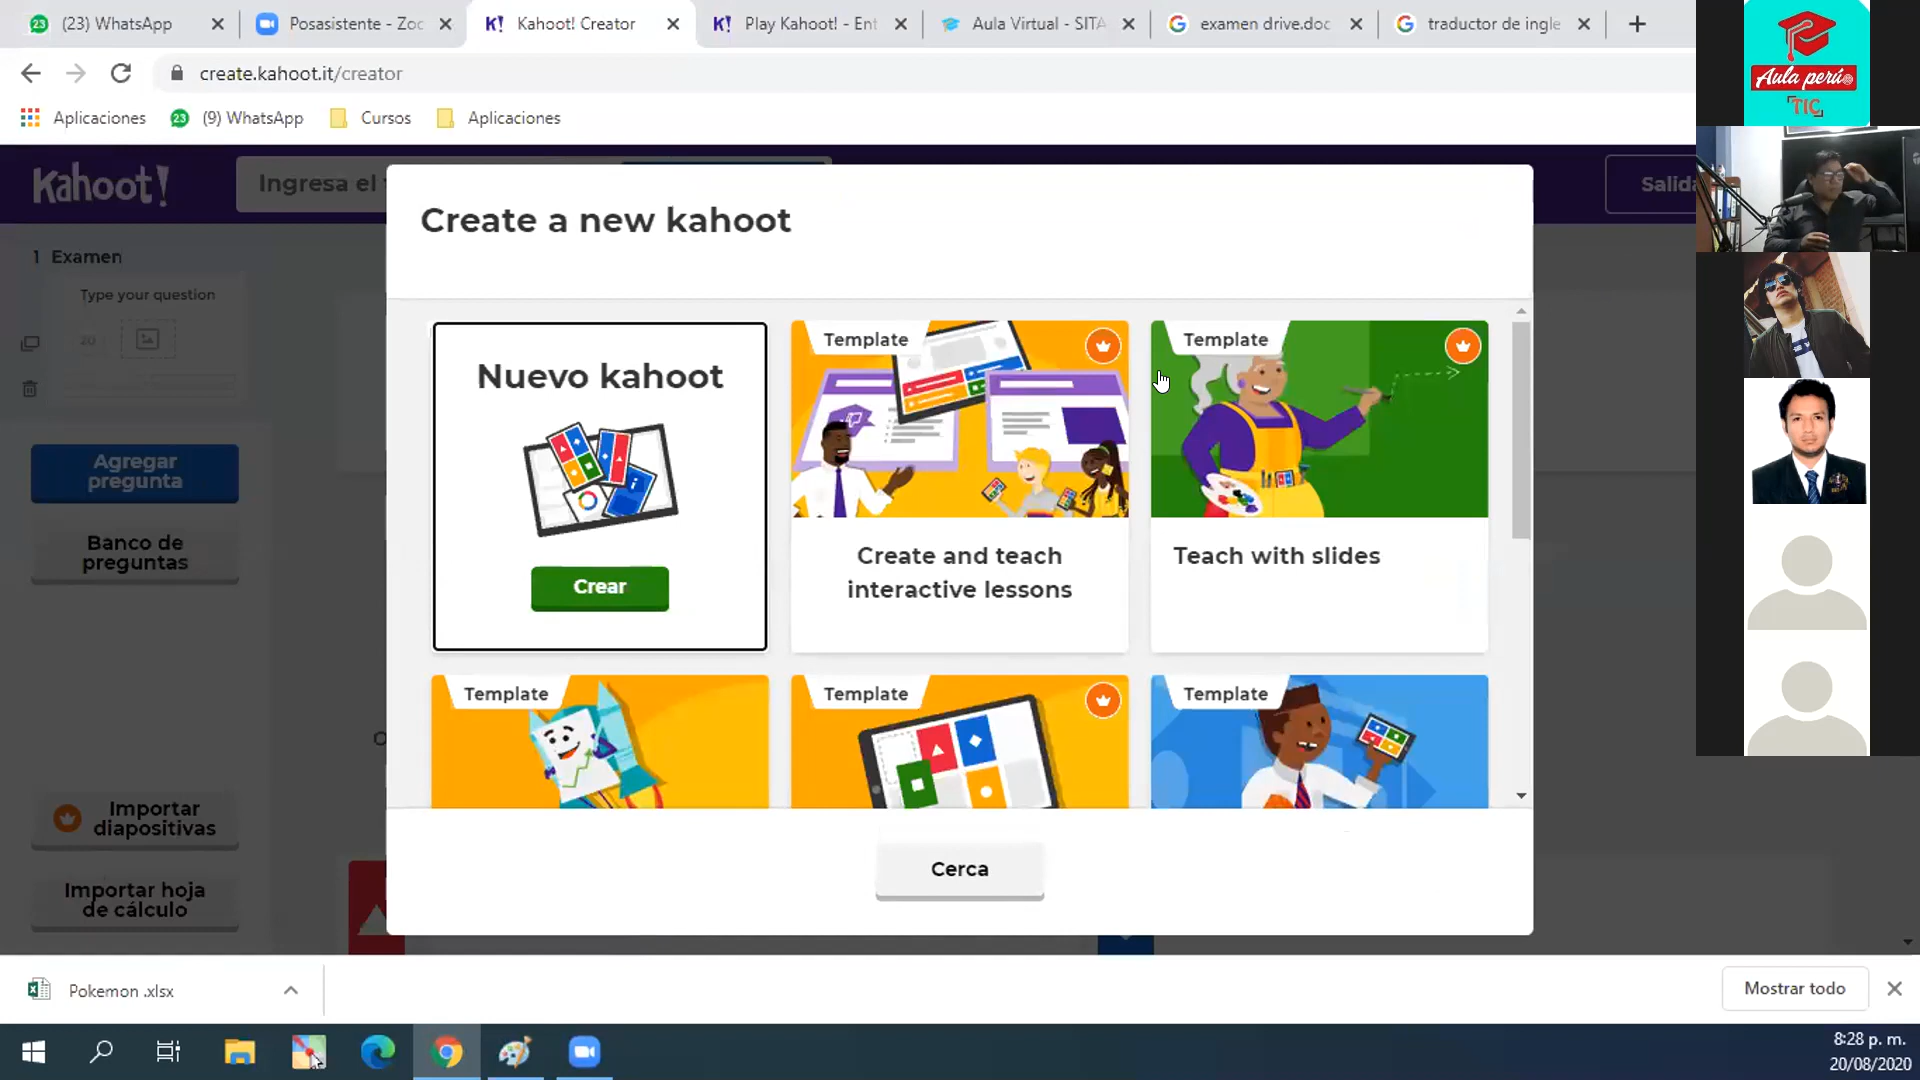 (23) WhatsApp
Posasistente - Zoo
Kahoot! Creator
Play Kahoot! - Ent
Aula Virtual - SITA
examen drive.doc
traductor de ingle
create.kahoot.it/creator
Aplicaciones
(9) WhatsApp
Cursos
Aplicaciones
Aula perú
TIC
Kahoot!
Ingresa el
Salida
Create a new kahoot
1 Examen
Type your question
20
Agregar
pregunta
Banco de
preguntas
Importar
diapositivas
Importar hoja
de cálculo
Nuevo kahoot
Crear
Template
Create and teach
interactive lessons
Template
Teach with slides
Template
Template
Template
Cerca
Pokemon .xlsx
Mostrar todo
8:28 p. m.
20/08/2020